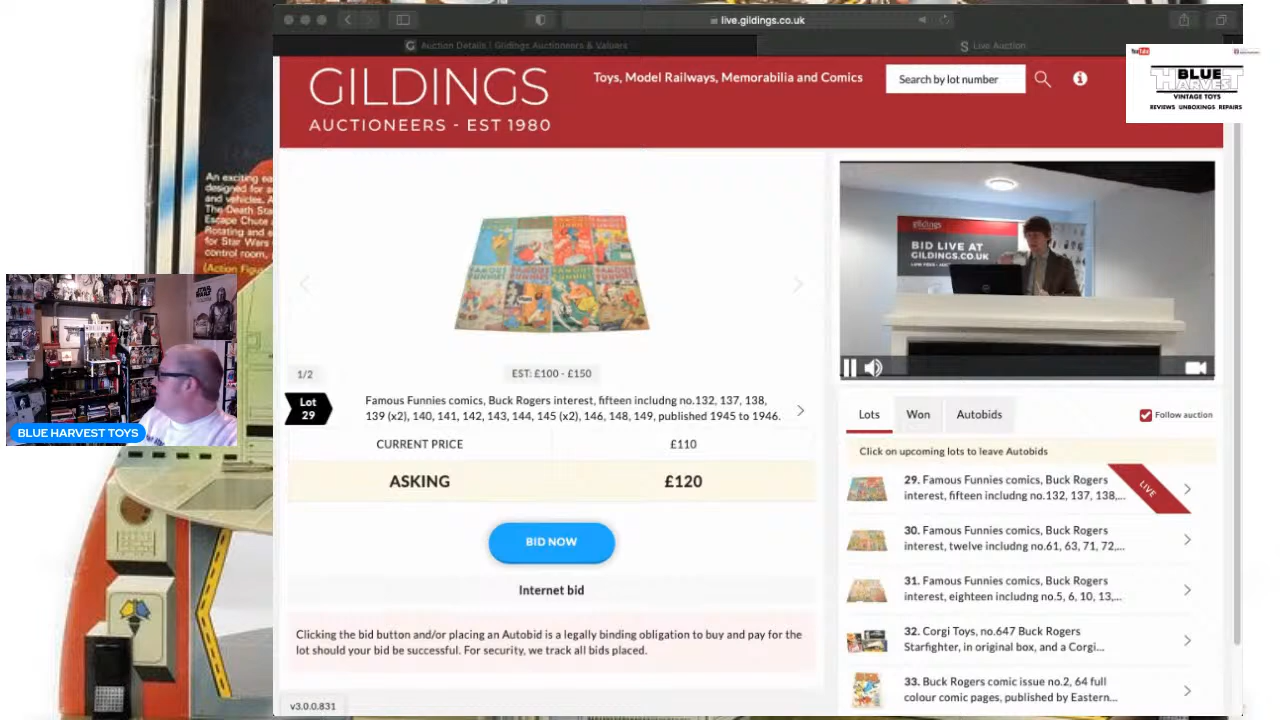 live.gildings.co.uk
Auction Details | Gildings Auctioneers & Valuers
Live Auction
GILDINGS
AUCTIONEERS - EST 1980
Toys, Model Railways, Memorabilia and Comics
Search by lot number
YouTube
BLUE
HARVEST
VINTAGE TOYS
REVIEWS UNBOXINGS REPAIRS
An exciting
designed for
and vehicles.
The Death Star
Escape Chute
Rotating and
for Star Wars
control room,
(Action
STAR WARS
BLUE HARVEST TOYS
FAMOUS FUNNIES
1/2
EST: £100 - £150
Lot
29
Famous Funnies comics, Buck Rogers interest, fifteen includng no.132, 137, 138,
139 (x2), 140, 141, 142, 143, 144, 145 (x2), 146, 148, 149, published 1945 to 1946.
CURRENT PRICE £110
ASKING £120
BID NOW
Internet bid
Clicking the bid button and/or placing an Autobid is a legally binding obligation to buy and pay for the
lot should your bid be successful. For security, we track all bids placed.
v3.0.0.831
gildings
BID LIVE AT
GILDINGS.CO.UK
Lots Won Autobids Follow auction
Click on upcoming lots to leave Autobids
29. Famous Funnies comics, Buck Rogers
interest, fifteen includng no.132, 137, 138,...
LIVE
30. Famous Funnies comics, Buck Rogers
interest, twelve includng no.61, 63, 71, 72,...
31. Famous Funnies comics, Buck Rogers
interest, eighteen includng no.5, 6, 10, 13,...
32. Corgi Toys, no.647 Buck Rogers
Starfighter, in original box, and a Corgi...
33. Buck Rogers comic issue no.2, 64 full
colour comic pages, published by Eastern...